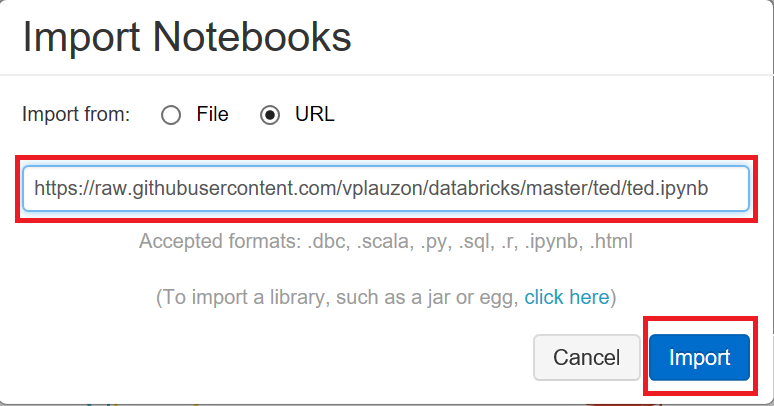 Import Notebooks
Import from: File URL
https://raw.githubusercontent.com/vplauzon/databricks/master/ted/ted.ipynb
Accepted formats: .dbc, .scala, .py, .sql, .r, .ipynb, .html
(To import a library, such as a jar or egg, click here)
Cancel Import